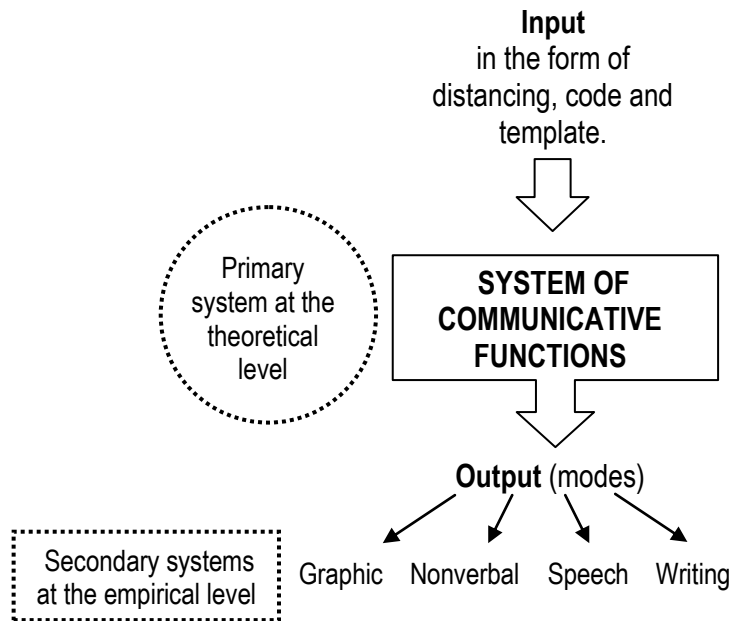 Input
in the form of
distancing, code and
template.
Primary
system at the
theoretical
level
SYSTEM OF
COMMUNICATIVE
FUNCTIONS
Output (modes)
Secondary systems
at the empirical level
Graphic Nonverbal Speech Writing